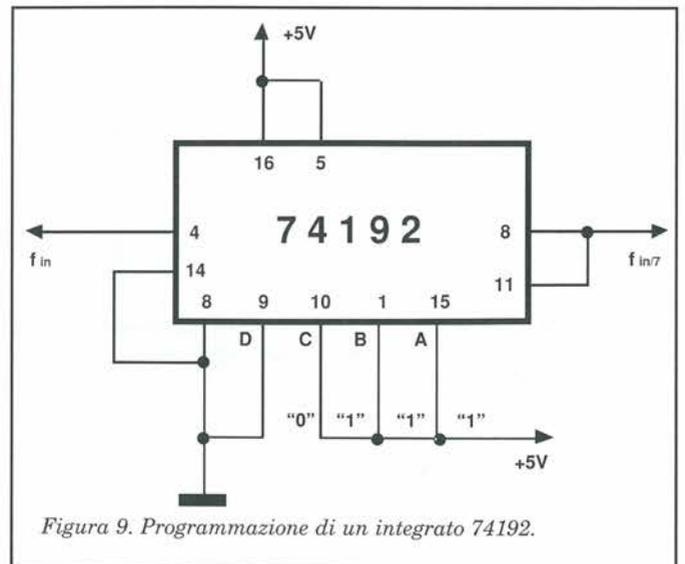 +5V
16 5
4 74192 8
f in f in/7
14
11
8 9 10 1 15
D C B A
“0” “1” “1” “1”
+5V
Figura 9. Programmazione di un integrato 74192.